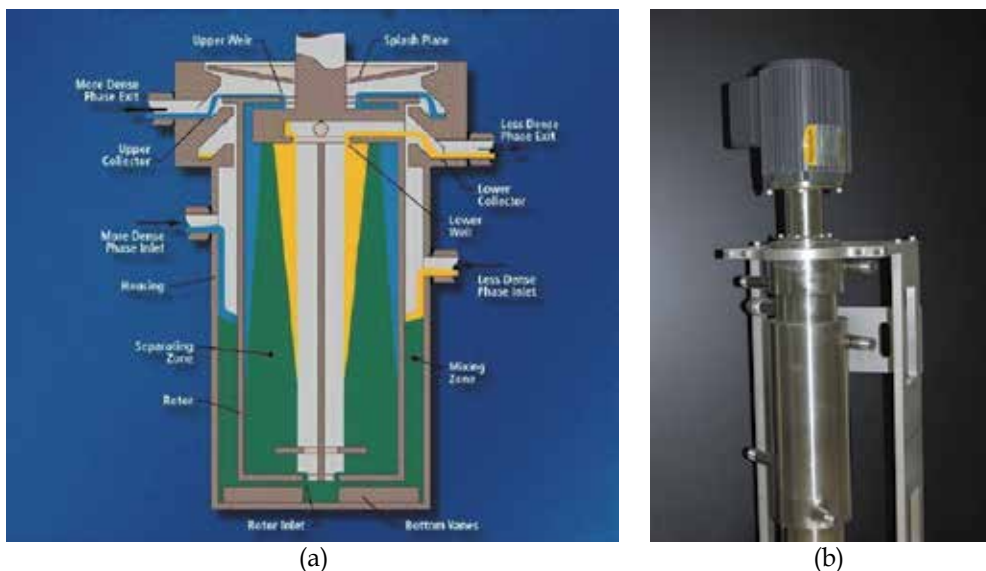 Upper Weir
Splash Plane
More Dense
Phase Exit
Less Dense
Phase Exit
Upper
Collector
Lower
Collector
Lower
Weir
More Dense
Phase Inlet
Less Dense
Phase Inlet
Housing
Separating
Zone
Mixing
Zone
Rotor
Rotor Inlet
Bottom Vanes
(a)
(b)